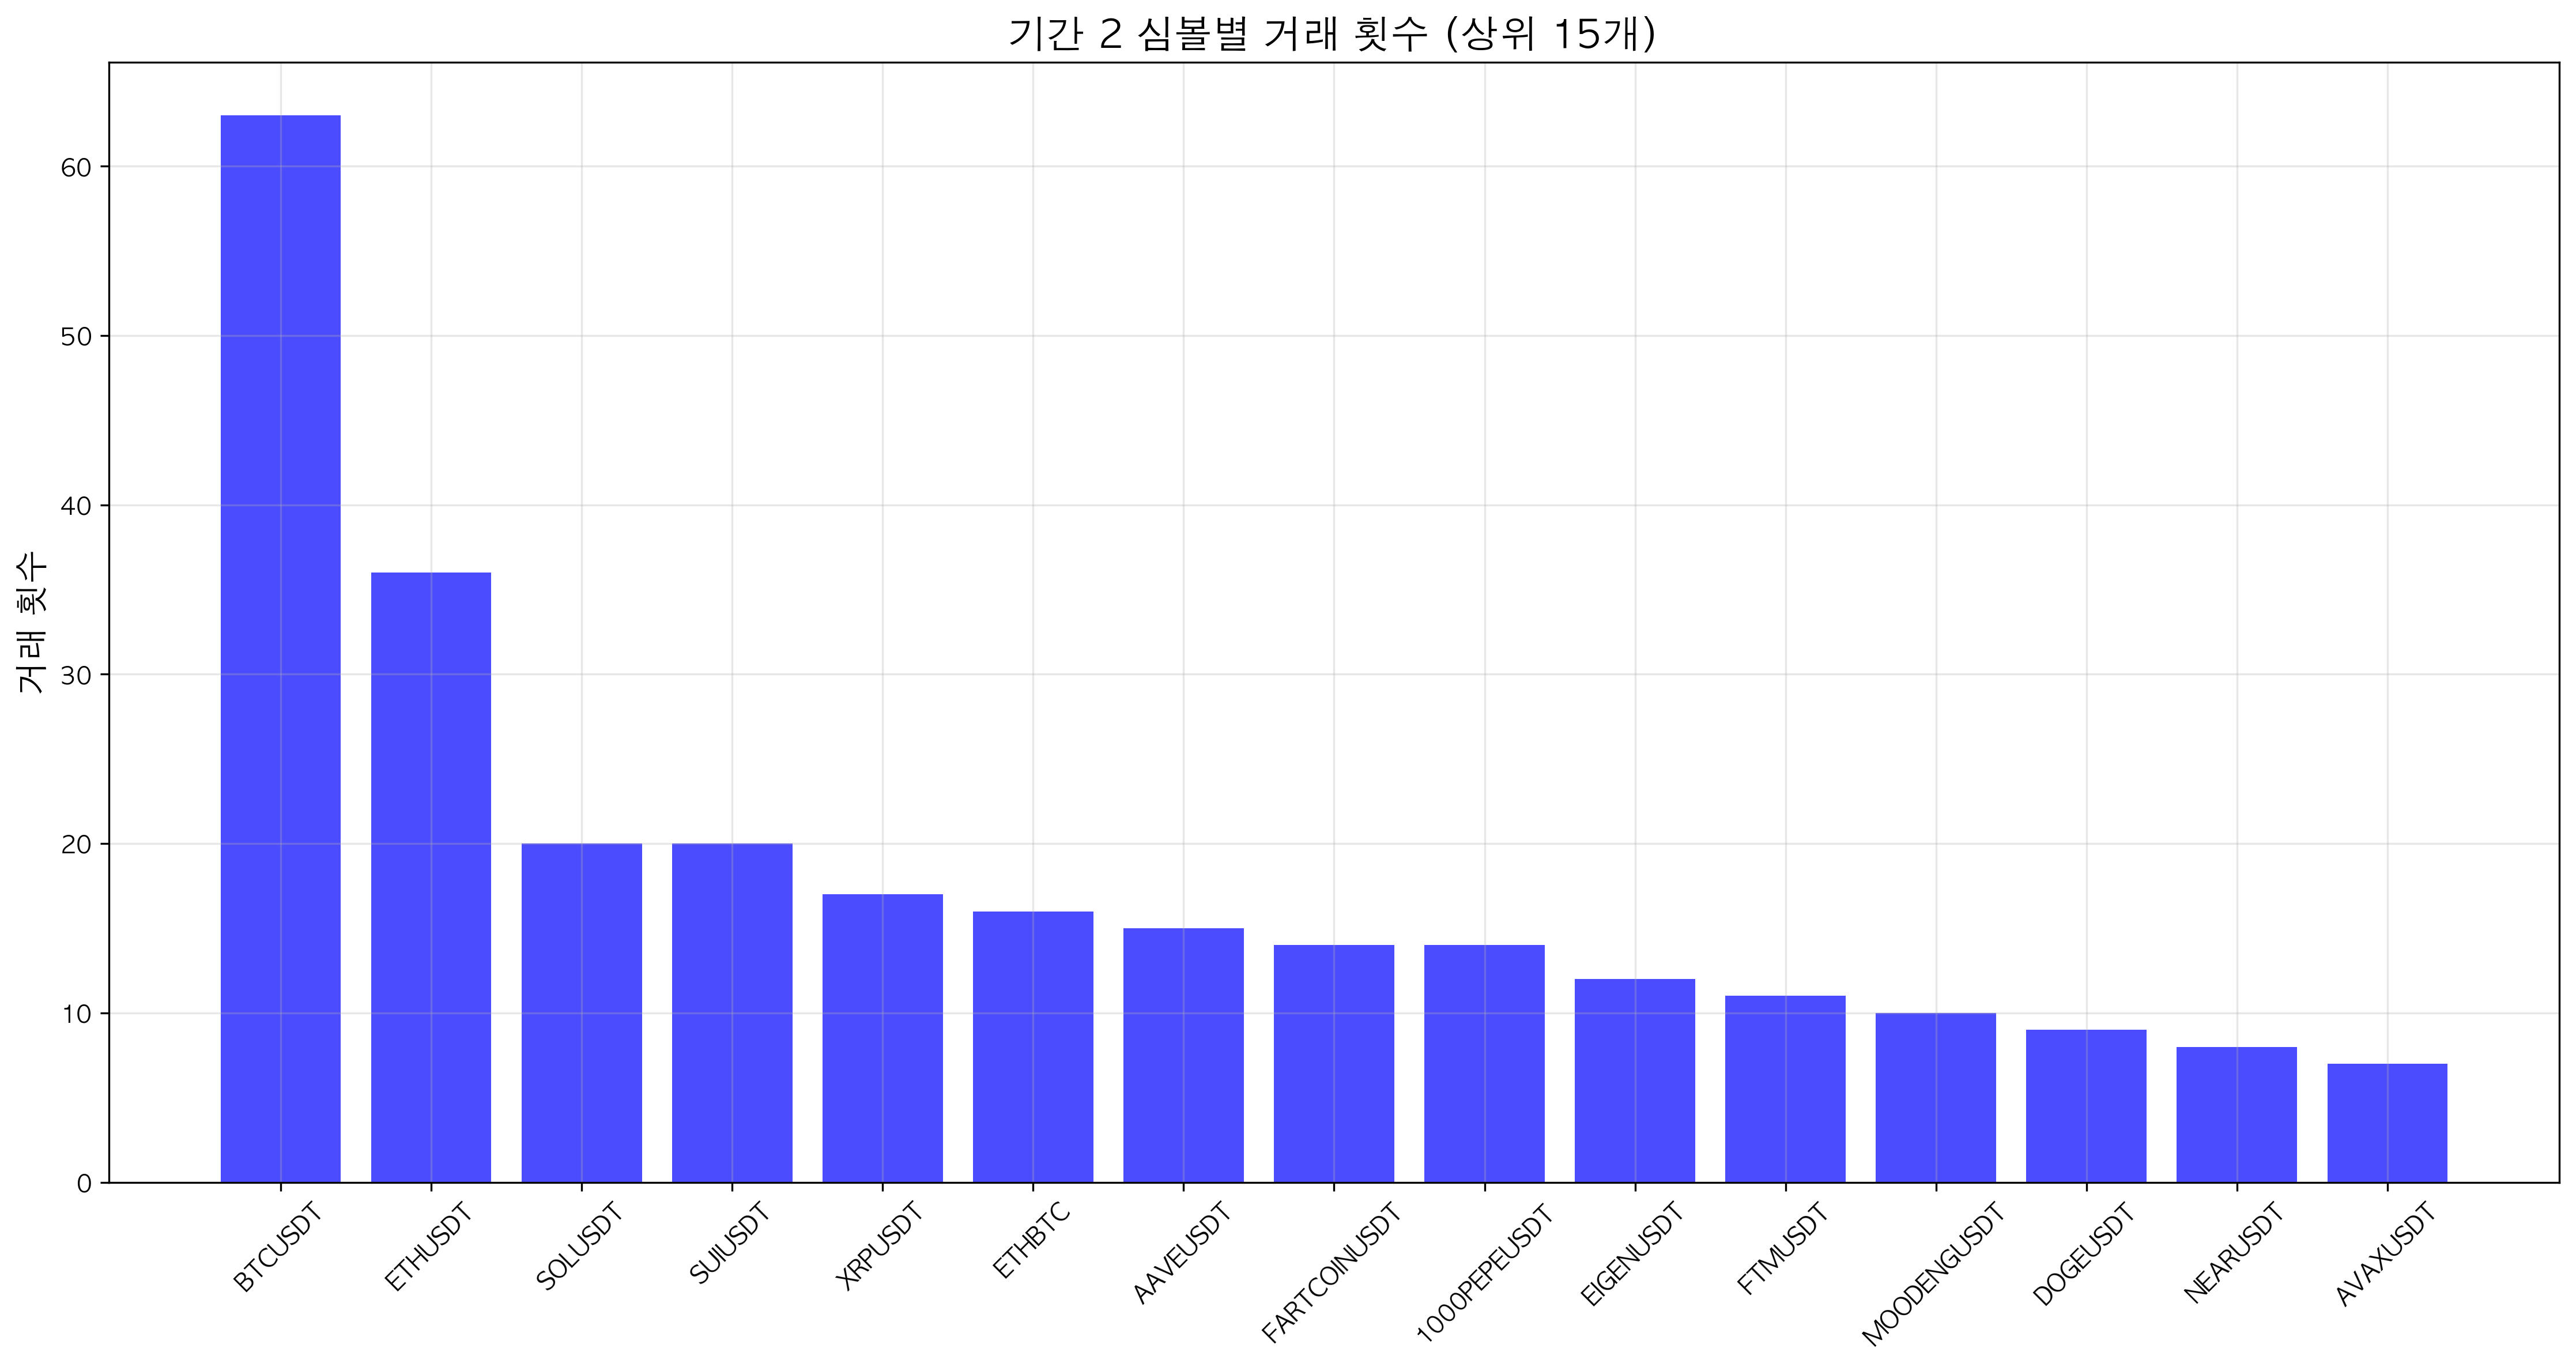 기간 2 심볼별 거래 횟수 (상위 15개)
거래 횟수
60
50
40
30
20
10
0
BTCUSDT
ETHUSDT
SOLUSDT
SUIUSDT
XRPUSDT
ETHBTC
AAVEUSDT
FARTCOINUSDT
1000PEPEUSDT
EIGENUSDT
FTMUSDT
MOODENGUSDT
DOGEUSDT
NEARUSDT
AVAXUSDT